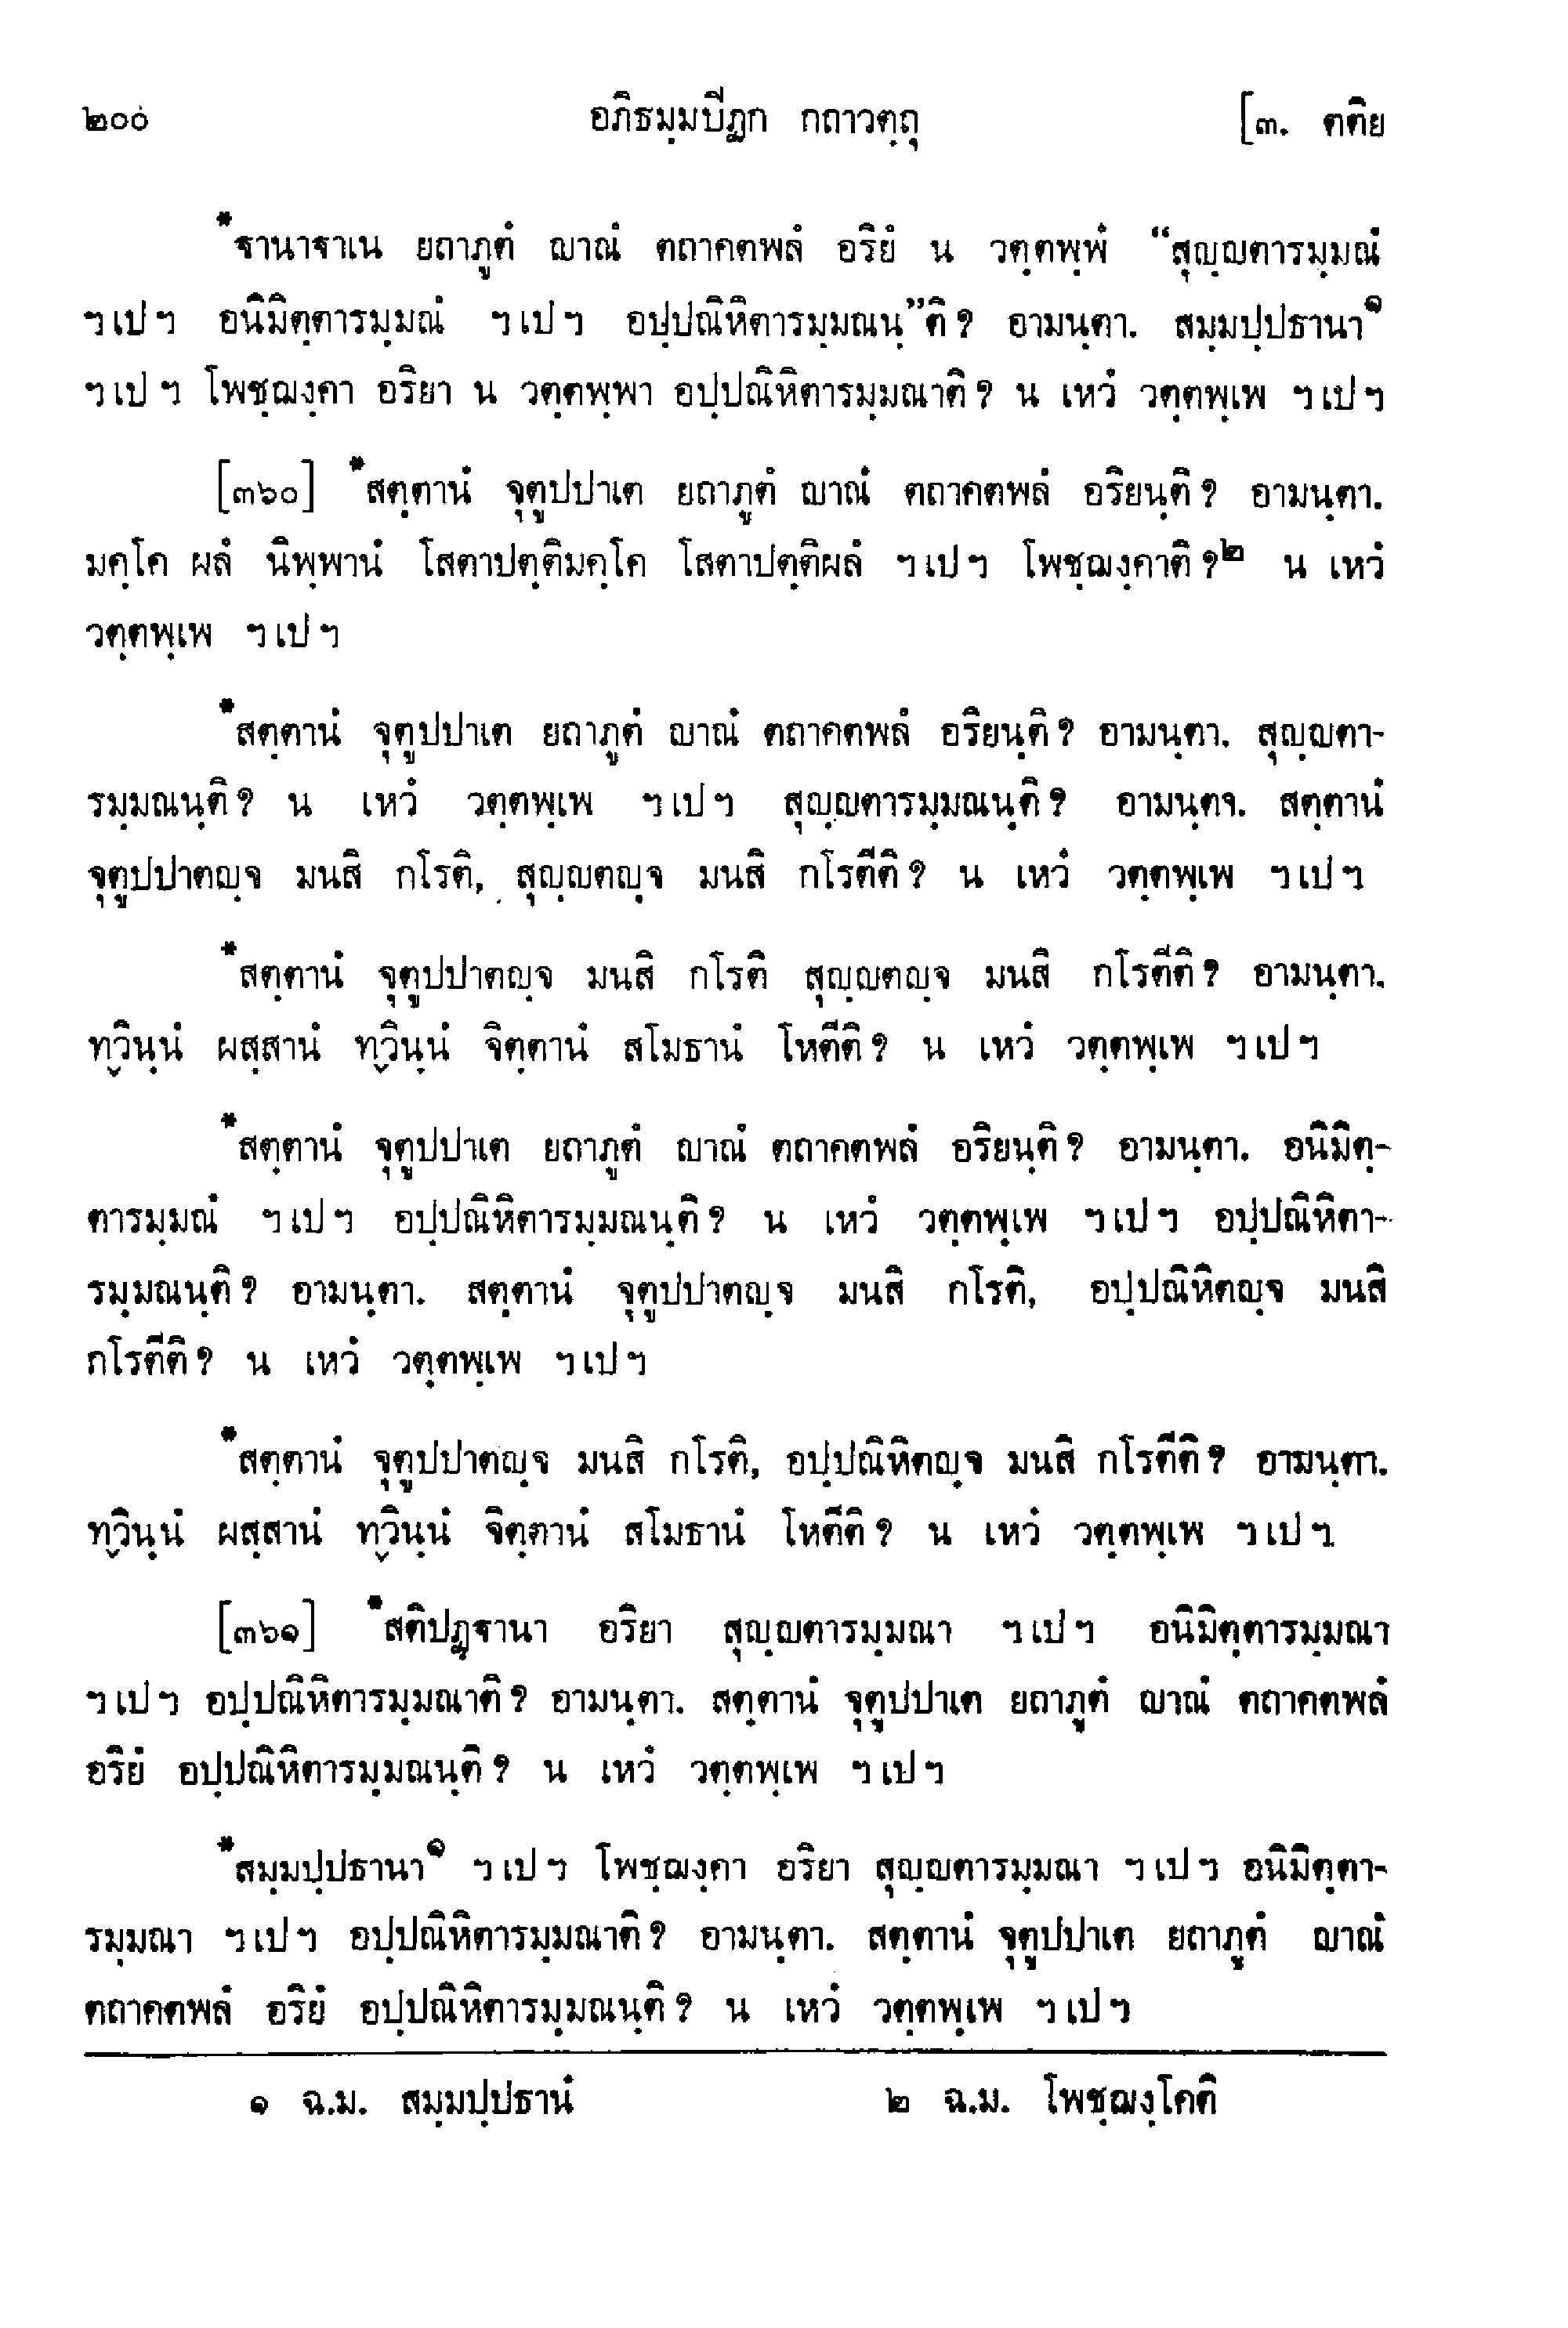 ๒๐๐ อภิธมฺมปีฏก กถาวตฺถุ [๓. ตติย
*ฐานาฐาเน ยถาภูตํ ญาณํ ตถาคตพลํ อริยํ น วตฺตพฺพํ “สุญฺญตารมฺมณํ
ฯ เป ฯ อนิมิตฺตารมฺมณํ ฯ เป ฯ อปฺปณิหิตารมฺมณนฺ”ติ? อามนฺตา. สมฺมปฺปธานา๑
ฯ เป ฯ โพชฺฌงฺคา อริยา น วตฺตพฺพา อปฺปณิหิตารมฺมณาติ? น เหวํ วตฺตพฺเพ ฯ เป ฯ
[๓๖๐] *สตฺตานํ จุตูปปาเต ยถาภูตํ ญาณํ ตถาคตพลํ อริยนฺติ? อามนฺตา.
มคฺโค ผลํ นิพฺพานํ โสตาปตฺติมคฺโค โสตาปตฺติผลํ ฯ เป ฯ โพชฺฌงฺคาติ?๒ น เหวํ
วตฺตพฺเพ ฯ เป ฯ
*สตฺตานํ จุตูปปาเต ยถาภูตํ ญาณํ ตถาคตพลํ อริยนฺติ? อามนฺตา. สุญฺญตา-
รมฺมณนฺติ? น เหวํ วตฺตพฺเพ ฯ เป ฯ สุญฺญตารมฺมณนฺติ? อามนฺตา. สตฺตานํ
จุตูปปาตญฺจ มนสิ กโรติ, สุญฺญตญฺจ มนสิ กโรตีติ? น เหวํ วตฺตพฺเพ ฯ เป ฯ
*สตฺตานํ จุตูปปาตญฺจ มนสิ กโรติ สุญฺญตญฺจ มนสิ กโรตีติ? อามนฺตา.
ทฺวินฺนํ ผสฺสานํ ทฺวินฺนํ จิตฺตานํ สโมธานํ โหตีติ? น เหวํ วตฺตพฺเพ ฯ เป ฯ
*สตฺตานํ จุตูปปาเต ยถาภูตํ ญาณํ ตถาคตพลํ อริยนฺติ? อามนฺตา. อนิมิตฺ-
ตารมฺมณํ ฯ เป ฯ อปฺปณิหิตารมฺมณนฺติ? น เหวํ วตฺตพฺเพ ฯ เป ฯ อปฺปณิหิตา-
รมฺมณนฺติ? อามนฺตา. สตฺตานํ จุตูปปาตญฺจ มนสิ กโรติ, อปฺปณิหิตญฺจ มนสิ
กโรตีติ? น เหวํ วตฺตพฺเพ ฯ เป ฯ
*สตฺตานํ จุตูปปาตญฺจ มนสิ กโรติ, อปฺปณิหิตญฺจ มนสิ กโรตีติ? อามนฺตา.
ทฺวินฺนํ ผสฺสานํ ทฺวินฺนํ จิตฺตานํ สโมธานํ โหตีติ? น เหวํ วตฺตพฺเพ ฯ เป ฯ
[๓๖๑] *สติปฏฺฐานา อริยา สุญฺญตารมฺมณา ฯ เป ฯ อนิมิตฺตารมฺมณา
ฯ เป ฯ อปฺปณิหิตารมฺมณาติ? อามนฺตา. สตฺตานํ จุตูปปาเต ยถาภูตํ ญาณํ ตถาคตพลํ
อริยํ อปฺปณิหิตารมฺมณนฺติ? น เหวํ วตฺตพฺเพ ฯ เป ฯ
*สมฺมปฺปธานา๑ ฯ เป ฯ โพชฺฌงฺคา อริยา สุญฺญตารมฺมณา ฯ เป ฯ อนิมิตฺตา-
รมฺมณา ฯ เป ฯ อปฺปณิหิตารมฺมณาติ? อามนฺตา. สตฺตานํ จุตูปปาเต ยถาภูตํ ญาณํ
ตถาคตพลํ อริยํ อปฺปณิหิตารมฺมณนฺติ? น เหวํ วตฺตพฺเพ ฯ เป ฯ
๑ ฉ.ม. สมฺมปฺปธานํ ๒ ฉ.ม. โพชฺฌงฺโคติ